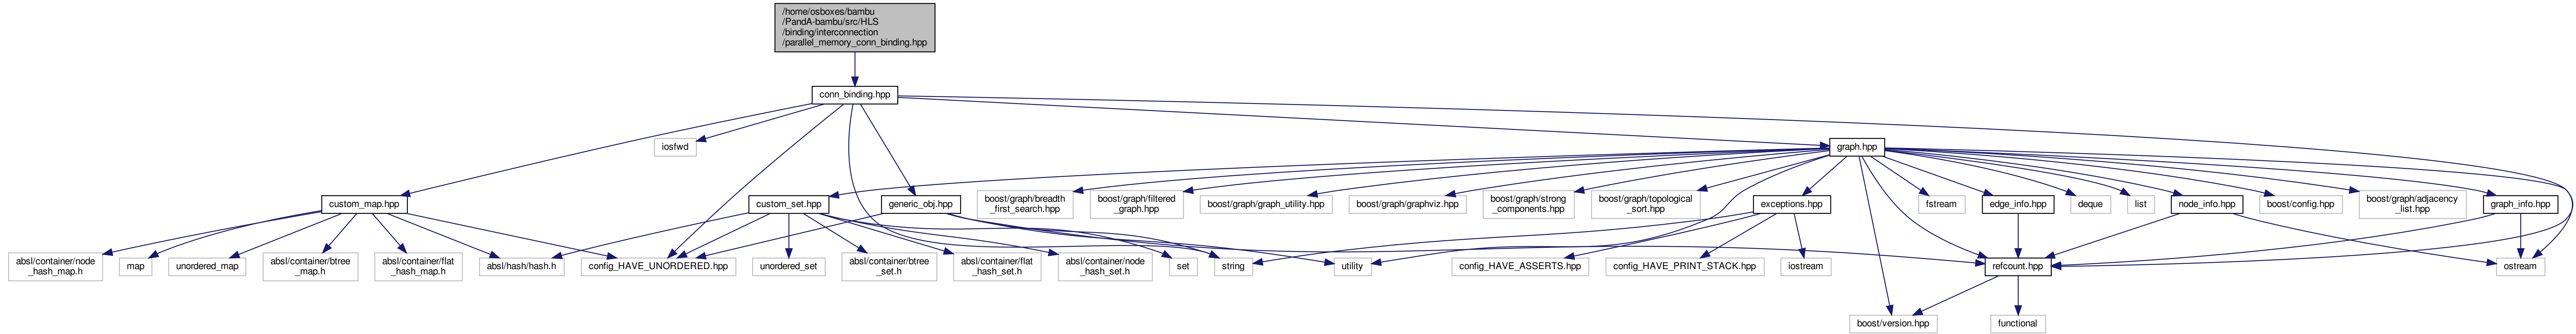 /home/osboxes/bambu
/PandA-bambu/src/HLS
/binding/interconnection
/parallel_memory_conn_binding.hpp
conn_binding.hpp
iosfwd
graph.hpp
custom_map.hpp
custom_set.hpp
generic_obj.hpp
boost/graph/breadth
_first_search.hpp
boost/graph/filtered
_graph.hpp
boost/graph/graph_utility.hpp
boost/graph/graphviz.hpp
boost/graph/strong
_components.hpp
boost/graph/topological
_sort.hpp
exceptions.hpp
fstream
edge_info.hpp
deque
list
node_info.hpp
boost/config.hpp
boost/graph/adjacency
_list.hpp
graph_info.hpp
absl/container/node
_hash_map.h
map
unordered_map
absl/container/btree
_map.h
absl/container/flat
_hash_map.h
absl/hash/hash.h
config_HAVE_UNORDERED.hpp
unordered_set
absl/container/btree
_set.h
absl/container/flat
_hash_set.h
absl/container/node
_hash_set.h
set
string
utility
config_HAVE_ASSERTS.hpp
config_HAVE_PRINT_STACK.hpp
iostream
refcount.hpp
ostream
boost/version.hpp
functional